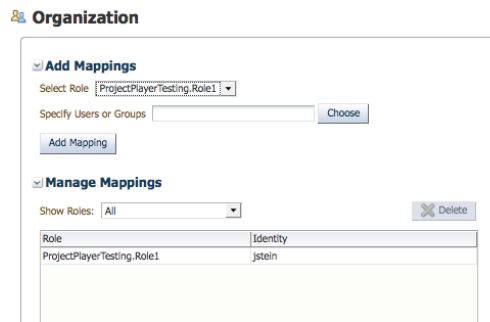 Organization
Add Mappings
Select Role ProjectPlayerTesting.Role1
Specify Users or Groups Choose
Add Mapping
Manage Mappings
Show Roles: All Delete
Role Identity
ProjectPlayerTesting.Role1 jstein